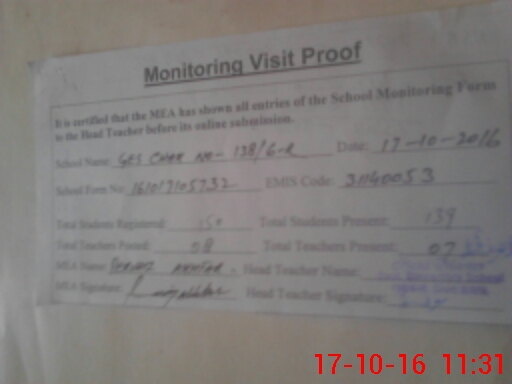 Monitoring Visit Proof
It is certified that the MEA has shown all entries of the School Monitoring Form
to the Head Teacher before its online submission.
School Name: GES CHAK NO- 138/6-R Date: 17-10-2016
School Form No: 161017105732 EMIS Code: 31140053
Total Students Registered: 150 Total Students Present: 139
Total Teachers Posted: 08 Total Teachers Present: 07
MEA Name: Head Teacher Name:
MEA Signature: Head Teacher Signature:
17-10-16 11:31